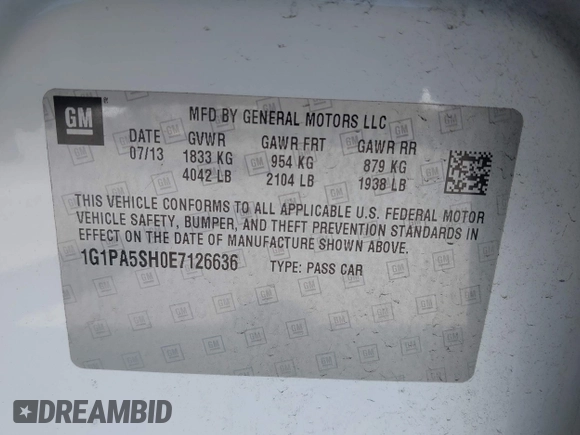 GM
MFD BY GENERAL MOTORS LLC
DATE GVWR GAWR FRT GAWR RR
07/13 1833 KG 954 KG 879 KG
4042 LB 2104 LB 1938 LB
THIS VEHICLE CONFORMS TO ALL APPLICABLE U.S. FEDERAL MOTOR
VEHICLE SAFETY, BUMPER, AND THEFT PREVENTION STANDARDS IN
EFFECT ON THE DATE OF MANUFACTURE SHOWN ABOVE.
1G1PA5SH0E7126636 TYPE: PASS CAR
DREAMBID